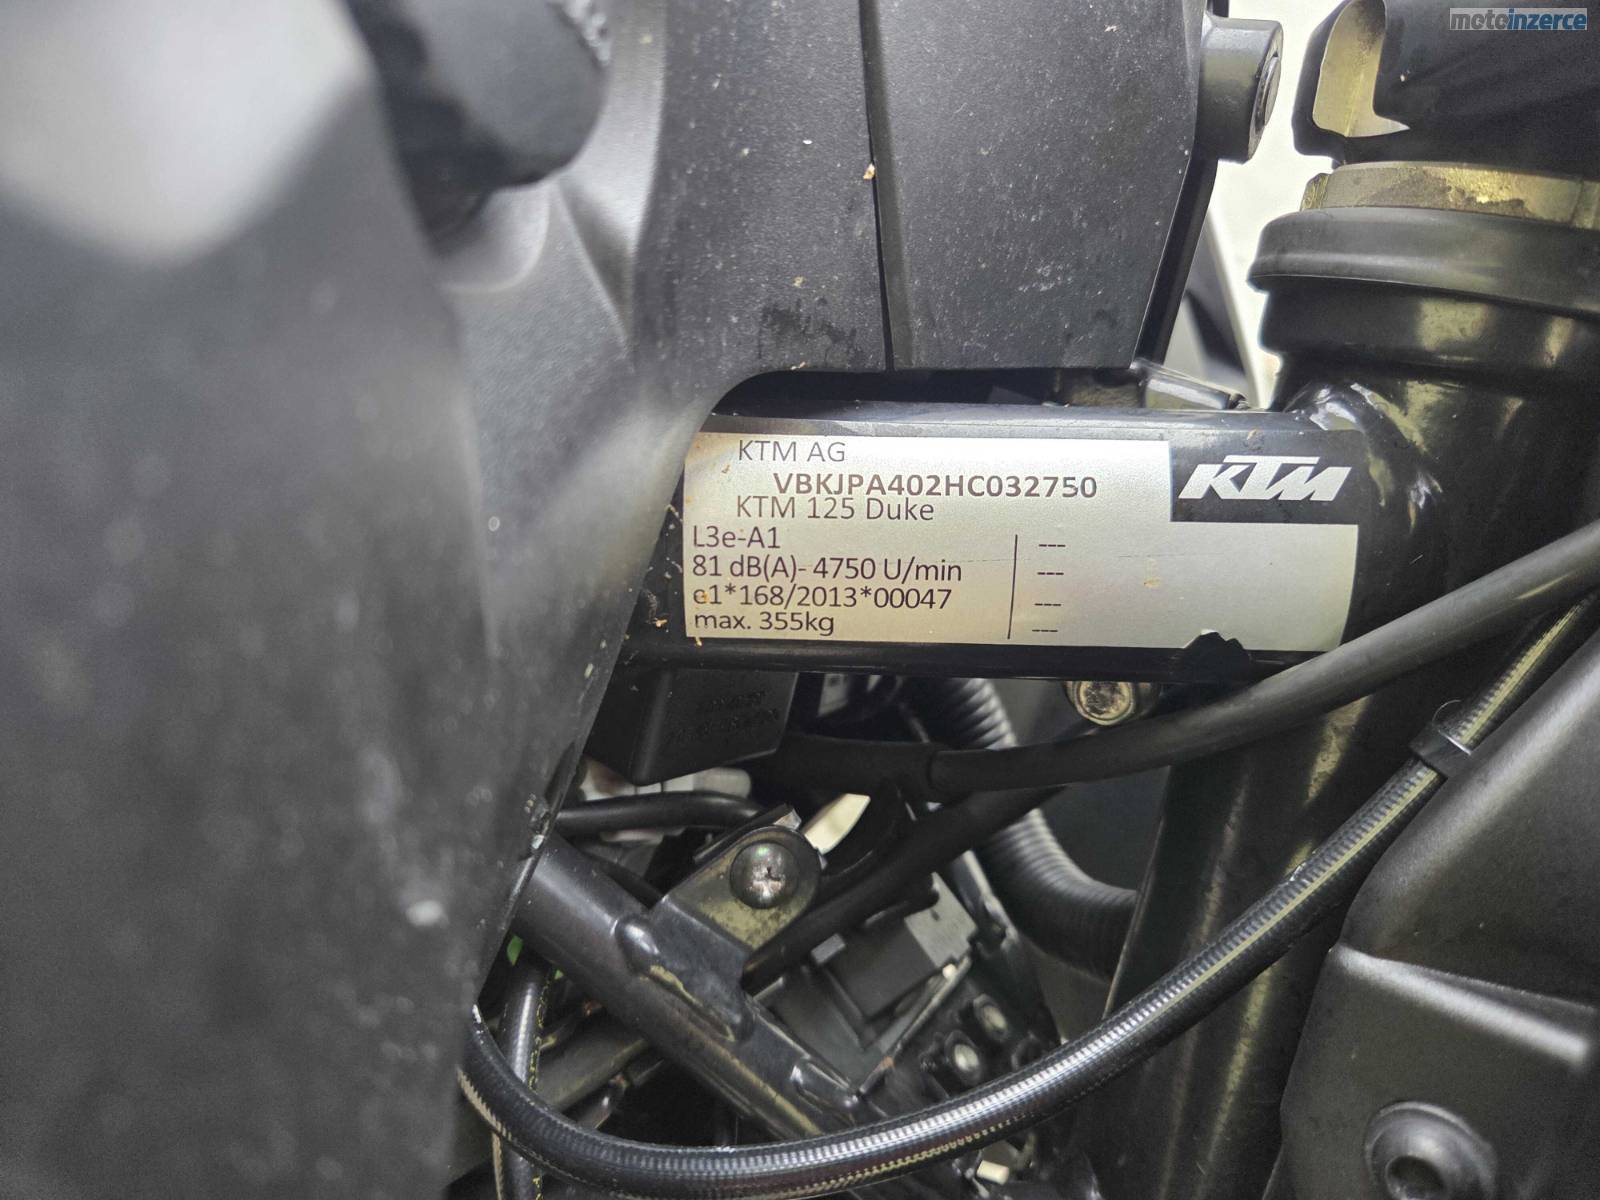 motoinzerce
KTM AG
VBKJPA402HC032750
KTM
KTM 125 Duke
L3e-A1 ---
81 dB(A)- 4750 U/min ---
e1*168/2013*00047 ---
max. 355kg ---